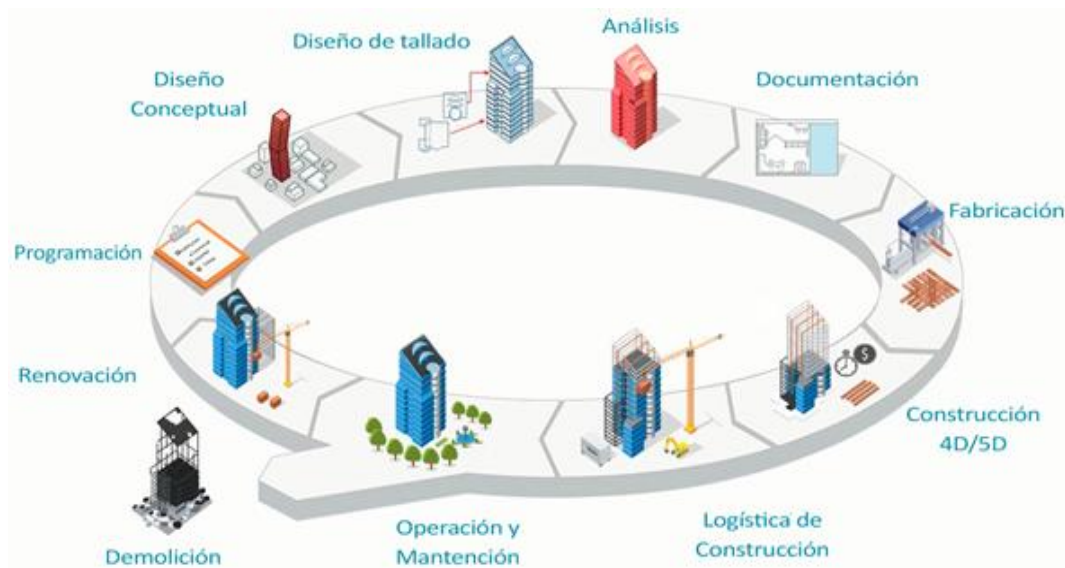 Diseño de tallado
Análisis
Diseño
Conceptual
Documentación
Programación
Fabricación
Renovación
Construcción
4D/5D
$
Operación y
Mantención
Logística de
Construcción
Demolición